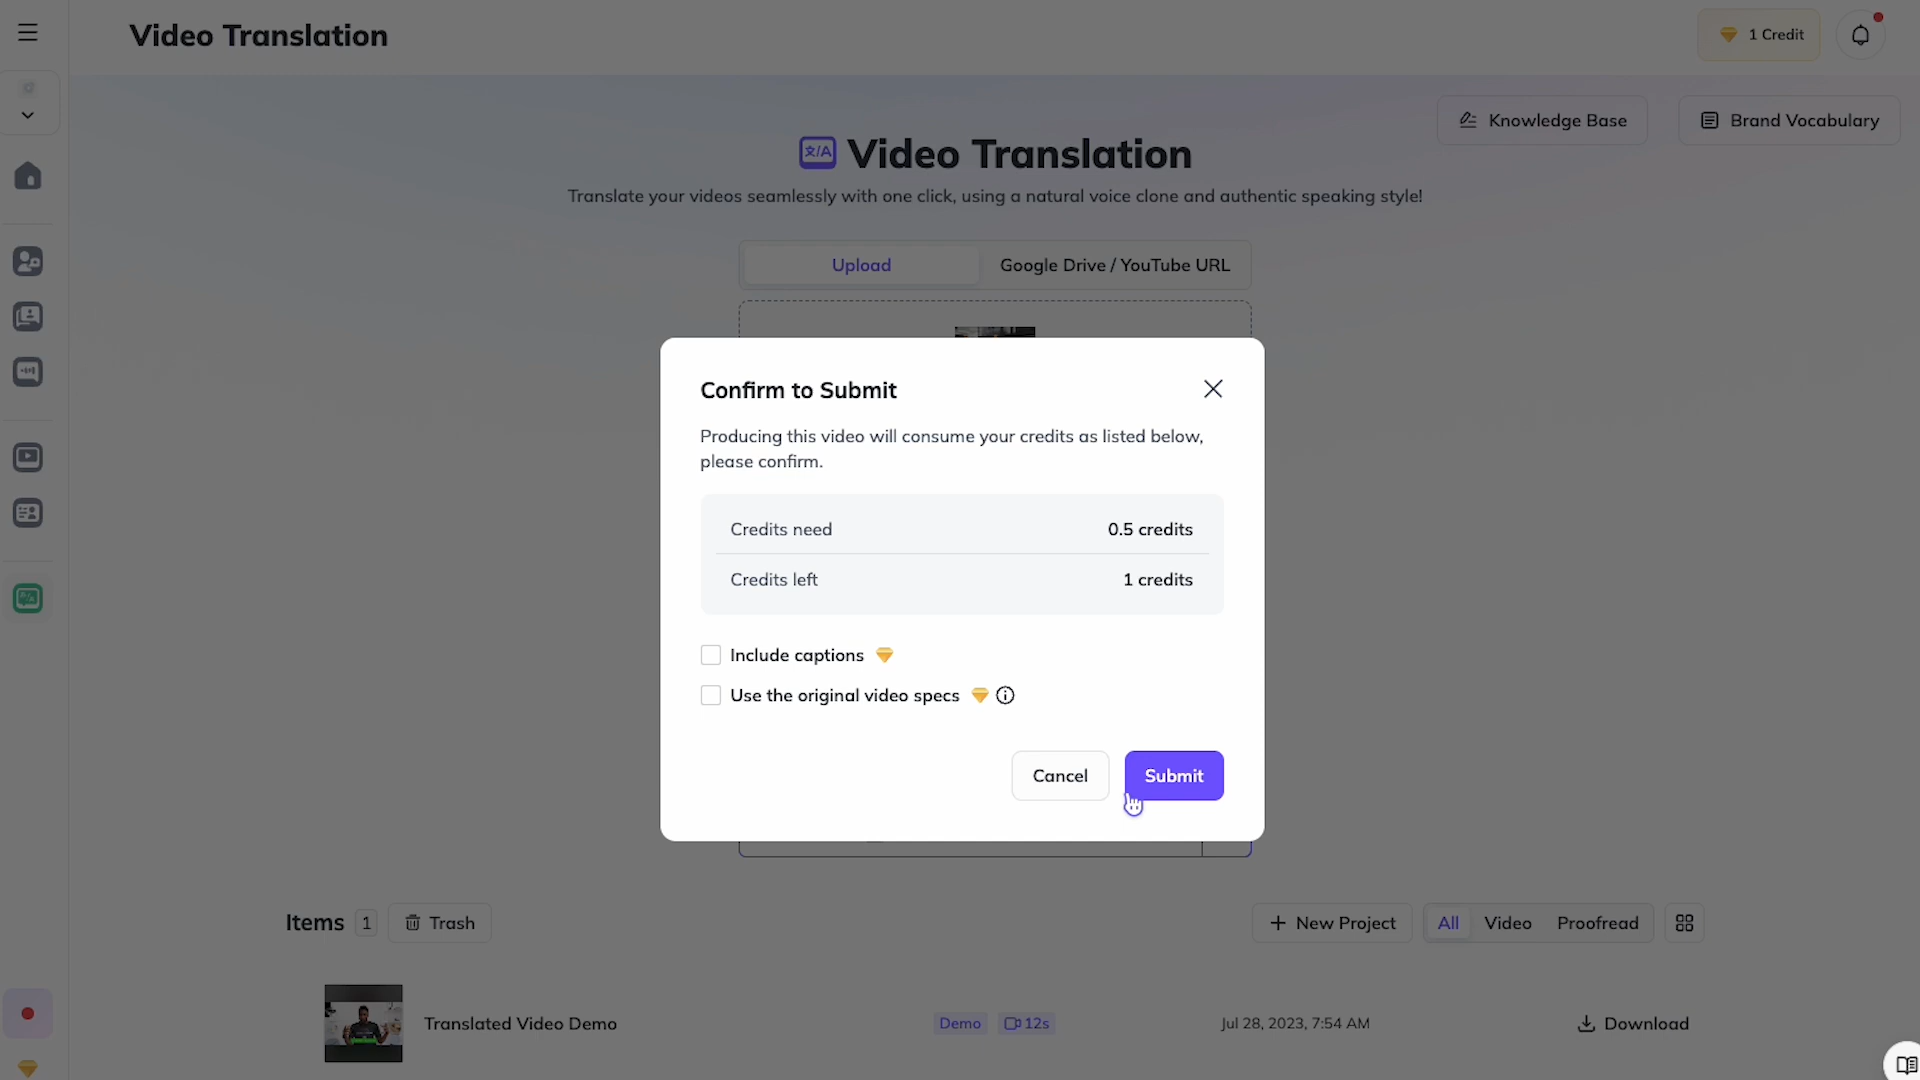 Video Translation
1 Credit
Knowledge Base
Brand Vocabulary
文/A Video Translation
Translate your videos seamlessly with one click, using a natural voice clone and authentic speaking style!
Upload
Google Drive / YouTube URL
Confirm to Submit
Producing this video will consume your credits as listed below,
please confirm.
Credits need 0.5 credits
Credits left 1 credits
Include captions
Use the original video specs
Cancel
Submit
Items 1
Trash
New Project
All
Video
Proofread
Translated Video Demo
Demo
12s
Jul 28, 2023, 7:54 AM
Download